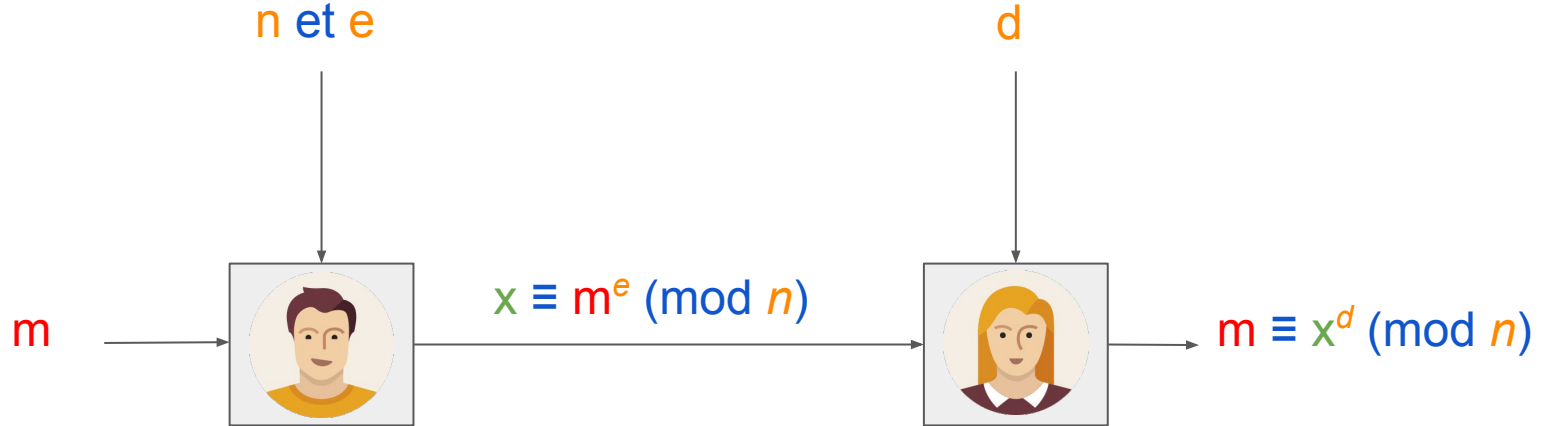 n et e
d
x ≡ mᵉ (mod n)
m
m ≡ xᵈ (mod n)